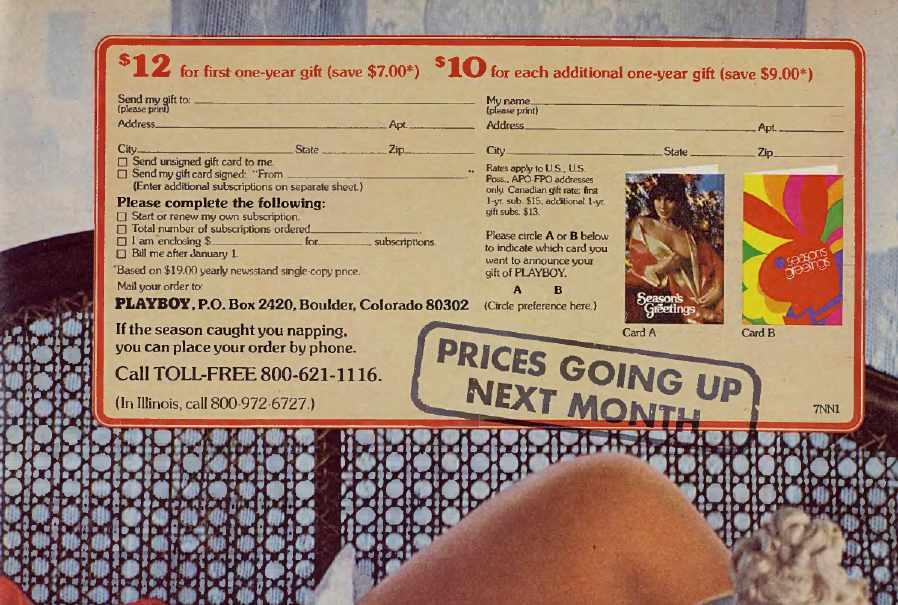 $12 for first one-year gift (save $7.00*) $10 for each additional one-year gift (save $9.00*)
Send my gift to:
(please print)
Address Apt.
City State Zip
☐ Send unsigned gift card to me.
☐ Send my gift card signed: "From "
(Enter additional subscriptions on separate sheet.)
Please complete the following:
☐ Start or renew my own subscription.
☐ Total number of subscriptions ordered
☐ I am enclosing $ for subscriptions.
☐ Bill me after January 1.
*Based on $19.00 yearly newsstand single-copy price.
Mail your order to:
PLAYBOY, P.O. Box 2420, Boulder, Colorado 80302
If the season caught you napping,
you can place your order by phone.
Call TOLL-FREE 800-621-1116.
(In Illinois, call 800-972-6727.)
My name
(please print)
Address Apt.
City State Zip
Rates apply to U.S., U.S.
Poss., APO-FPO addresses
only. Canadian gift rate: first
1-yr. sub. $15, additional 1-yr.
gift subs. $13.
Please circle A or B below
to indicate which card you
want to announce your
gift of PLAYBOY.
A B
(Circle preference here.)
Season's
Greetings
Card A
season's
greetings
Card B
PRICES GOING UP
NEXT MONTH
7NN1